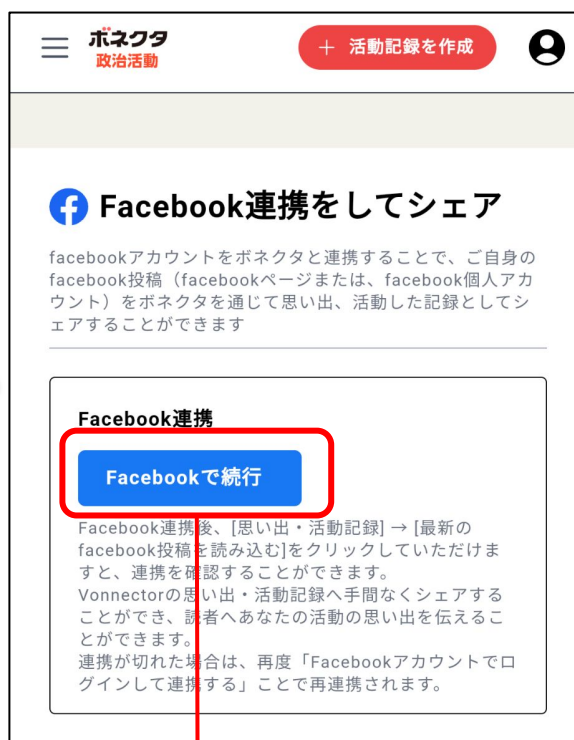 ボネクタ
政治活動
+ 活動記録を作成
Facebook連携をしてシェア
facebookアカウントをボネクタと連携することで、ご自身の
facebook投稿（facebookページまたは、facebook個人アカ
ウント）をボネクタを通じて思い出、活動した記録としてシ
ェアすることができます
Facebook連携
Facebookで続行
Facebook連携後、[思い出・活動記録] → [最新の
facebook投稿を読み込む]をクリックしていただけま
すと、連携を確認することができます。
Vonnectorの思い出・活動記録へ手間なくシェアする
ことができ、読者へあなたの活動の思い出を伝えるこ
とができます。
連携が切れた場合は、再度「Facebookアカウントでロ
グインして連携する」ことで再連携されます。